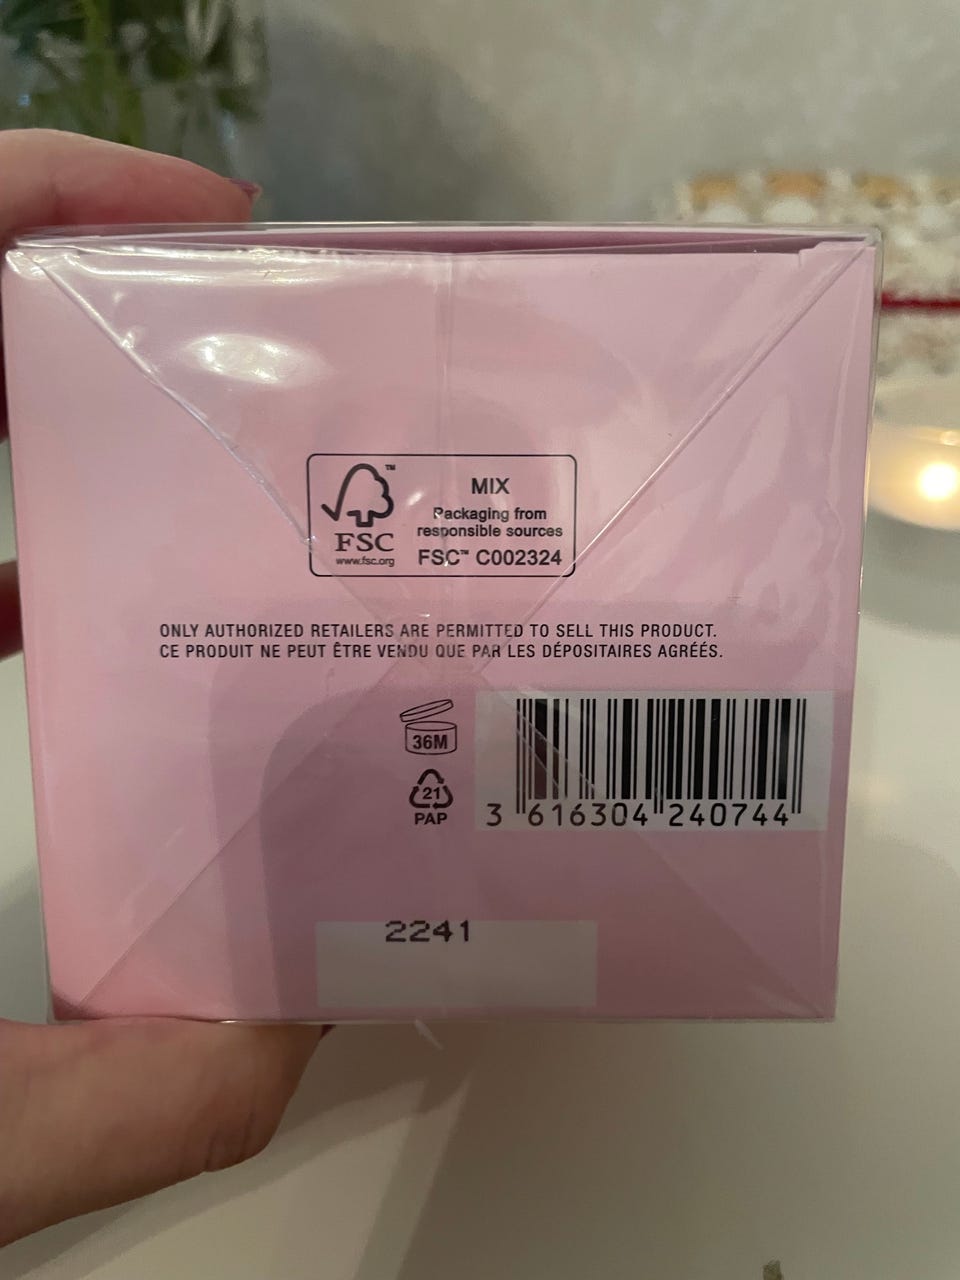 FSC™
www.fsc.org
MIX
Packaging from
responsible sources
FSC™ C002324
ONLY AUTHORIZED RETAILERS ARE PERMITTED TO SELL THIS PRODUCT.
CE PRODUIT NE PEUT ÊTRE VENDU QUE PAR LES DÉPOSITAIRES AGRÉÉS.
36M
21
PAP
3 616304 240744
2241